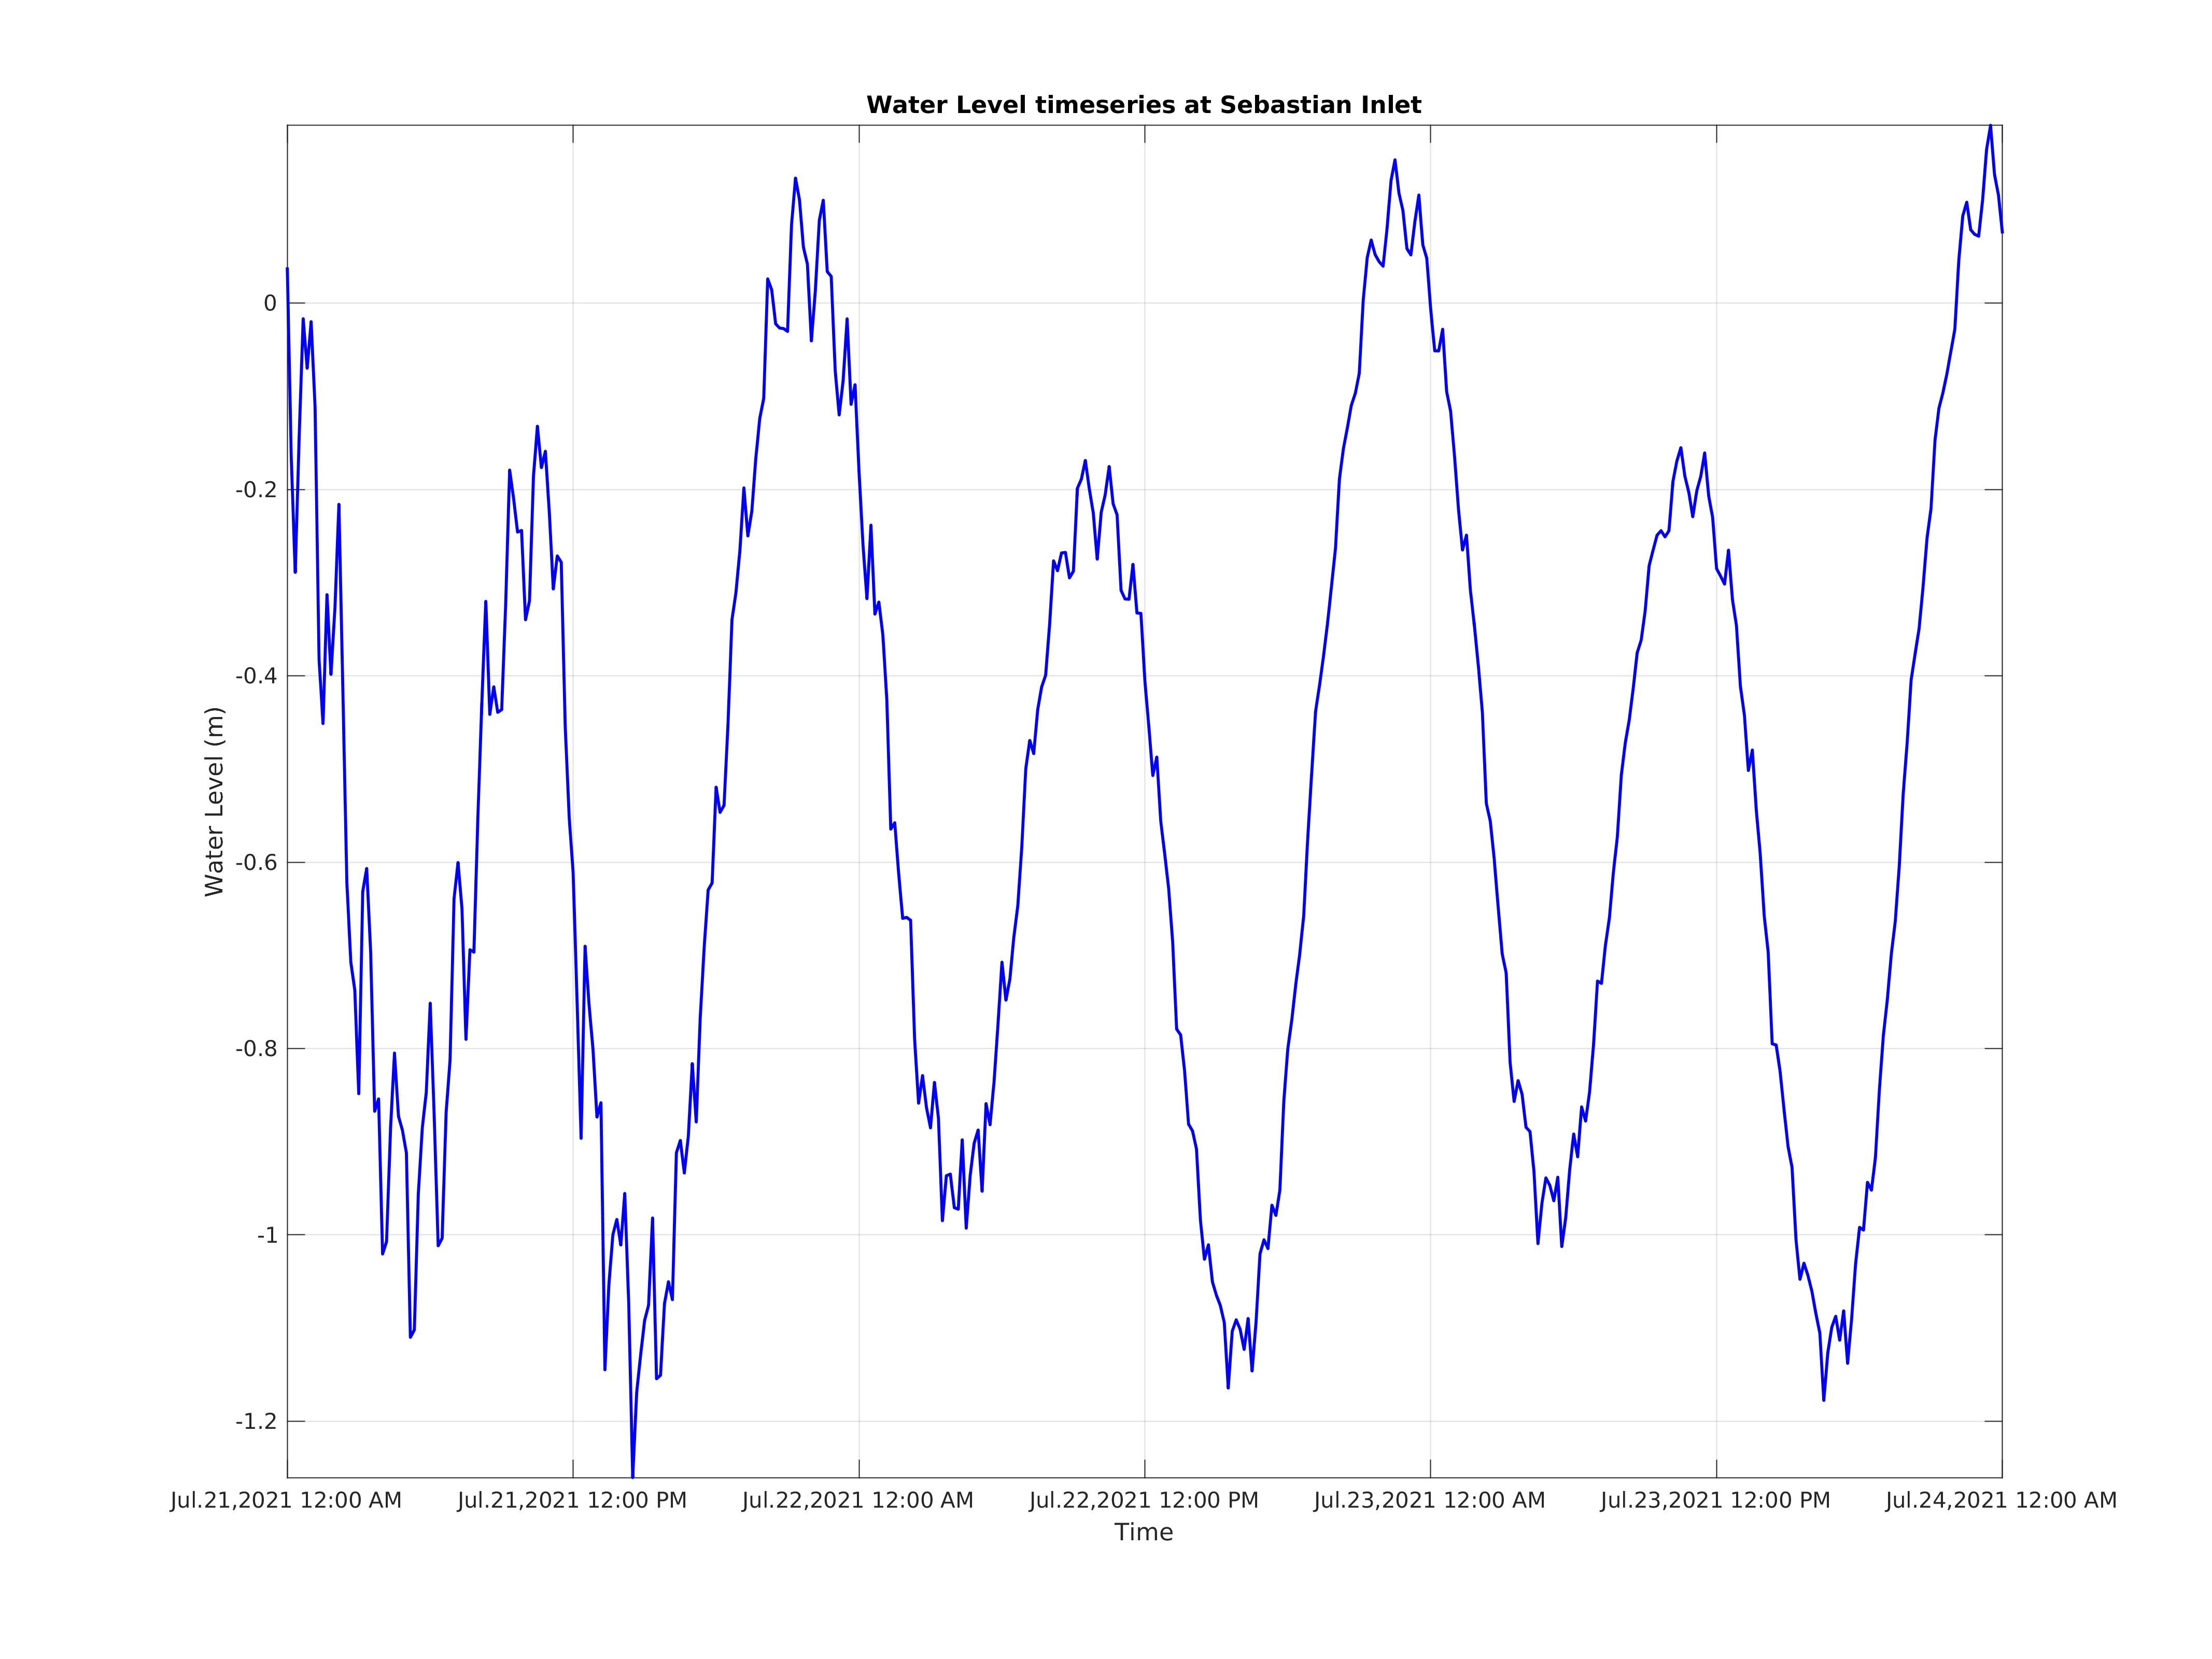 Water Level timeseries at Sebastian Inlet
0
-0.2
-0.4
-0.6
-0.8
-1
-1.2
Water Level (m)
Jul.21,2021 12:00 AM
Jul.21,2021 12:00 PM
Jul.22,2021 12:00 AM
Jul.22,2021 12:00 PM
Jul.23,2021 12:00 AM
Jul.23,2021 12:00 PM
Jul.24,2021 12:00 AM
Time